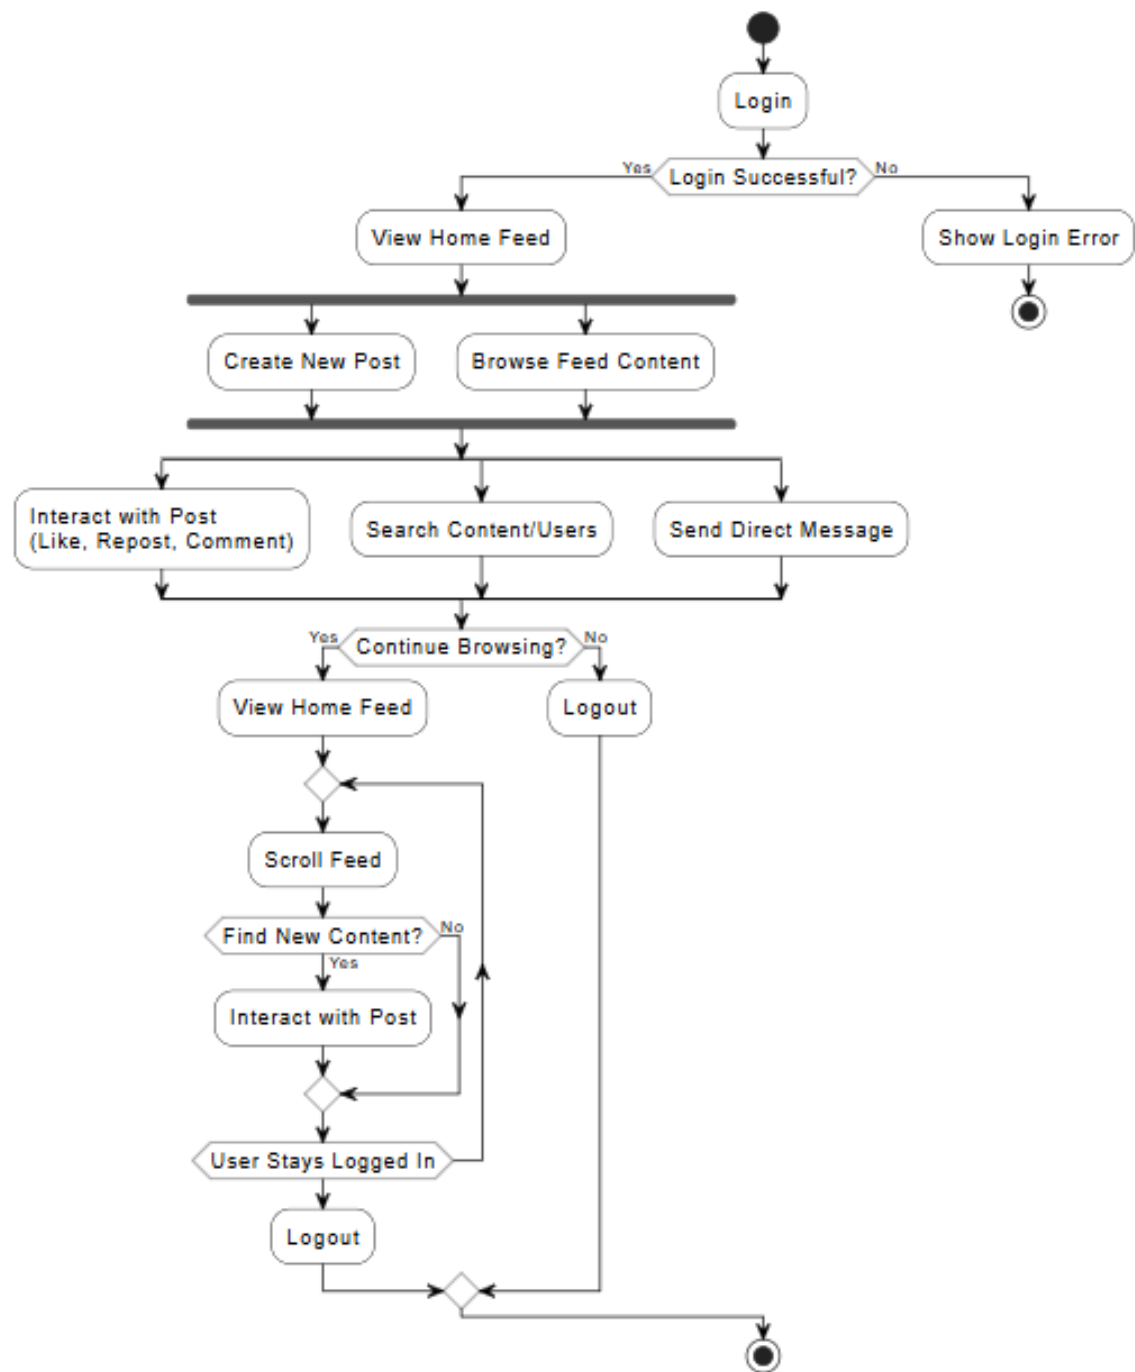 Login
Yes
Login Successful?
No
View Home Feed
Show Login Error
Create New Post
Browse Feed Content
Interact with Post
(Like, Repost, Comment)
Search Content/Users
Send Direct Message
Yes
Continue Browsing?
No
View Home Feed
Logout
Scroll Feed
Find New Content?
No
Yes
Interact with Post
User Stays Logged In
Logout